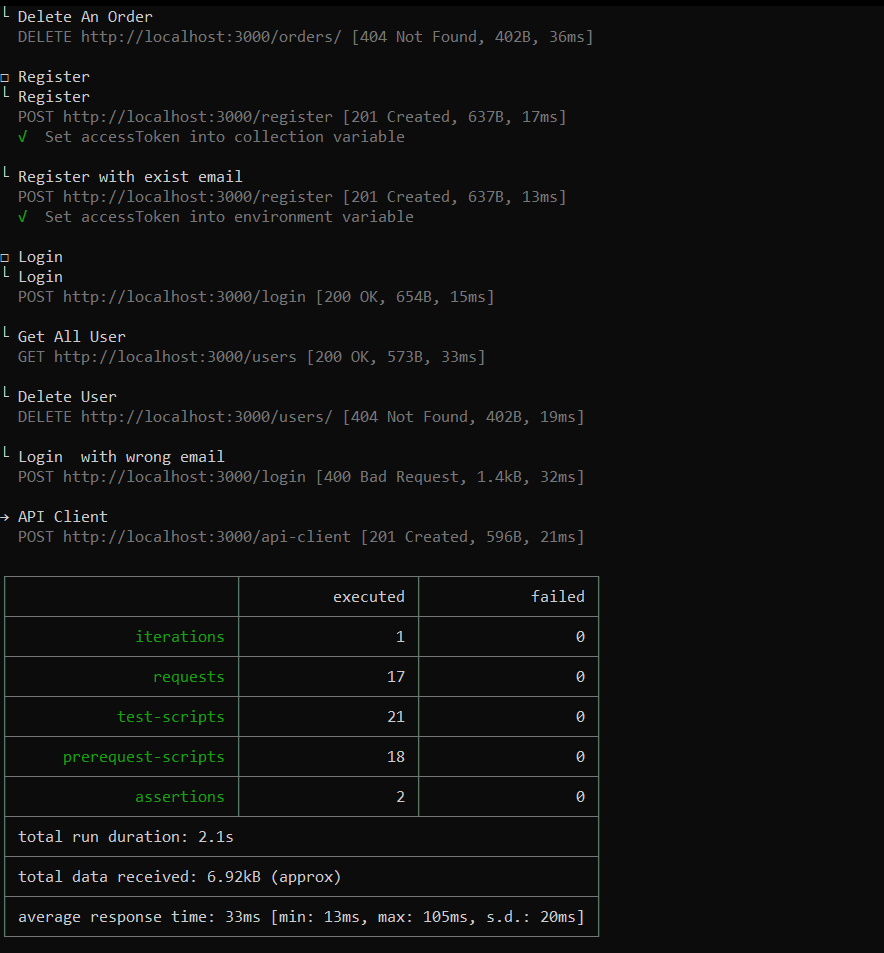 └ Delete An Order
DELETE http://localhost:3000/orders/ [404 Not Found, 402B, 36ms]
□ Register
└ Register
POST http://localhost:3000/register [201 Created, 637B, 17ms]
√ Set accessToken into collection variable
└ Register with exist email
POST http://localhost:3000/register [201 Created, 637B, 13ms]
√ Set accessToken into environment variable
□ Login
└ Login
POST http://localhost:3000/login [200 OK, 654B, 15ms]
└ Get All User
GET http://localhost:3000/users [200 OK, 573B, 33ms]
└ Delete User
DELETE http://localhost:3000/users/ [404 Not Found, 402B, 19ms]
└ Login  with wrong email
POST http://localhost:3000/login [400 Bad Request, 1.4kB, 32ms]
→ API Client
POST http://localhost:3000/api-client [201 Created, 596B, 21ms]
executed failed
iterations 1 0
requests 17 0
test-scripts 21 0
prerequest-scripts 18 0
assertions 2 0
total run duration: 2.1s
total data received: 6.92kB (approx)
average response time: 33ms [min: 13ms, max: 105ms, s.d.: 20ms]